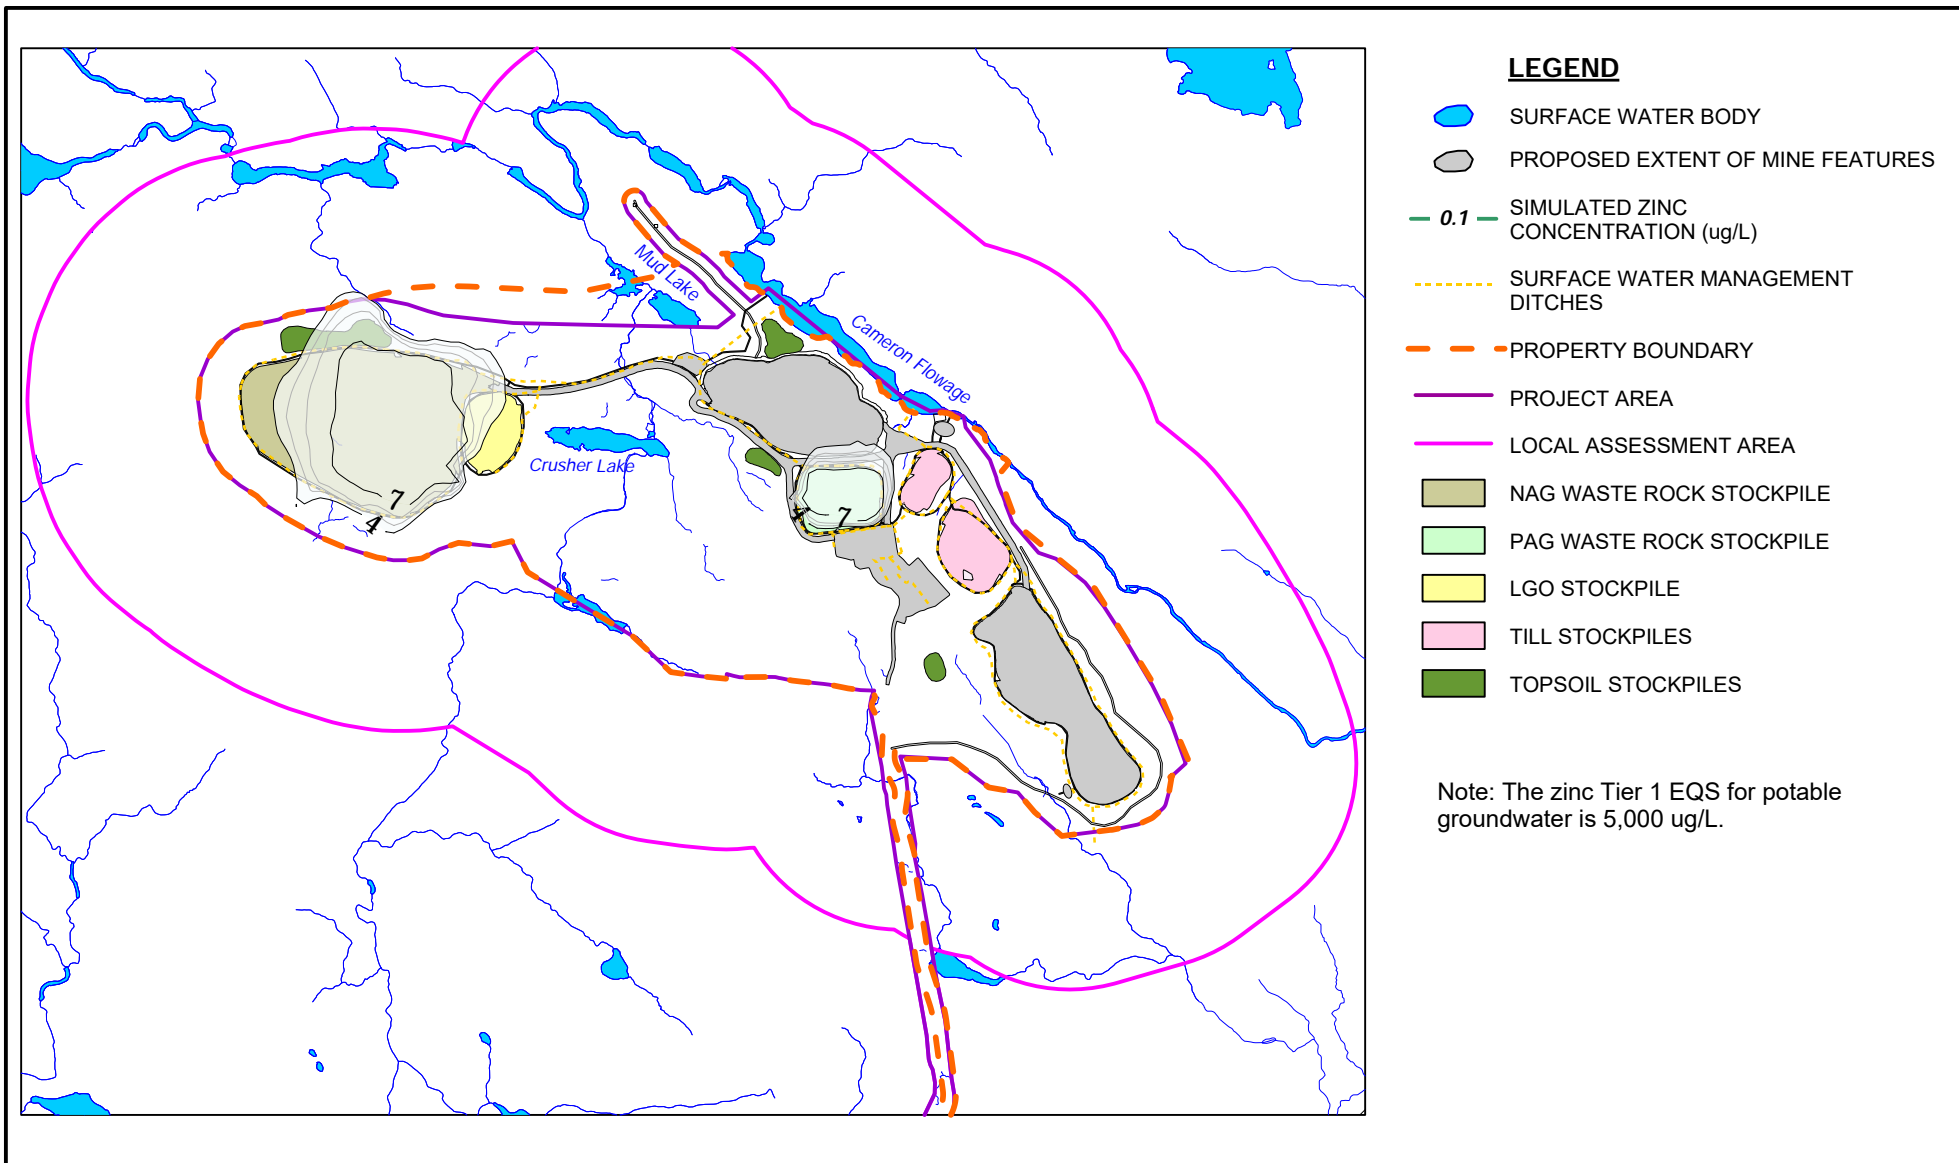 LEGEND
SURFACE WATER BODY
PROPOSED EXTENT OF MINE FEATURES
0.1
SIMULATED ZINC
CONCENTRATION (ug/L)
SURFACE WATER MANAGEMENT
DITCHES
PROPERTY BOUNDARY
PROJECT AREA
LOCAL ASSESSMENT AREA
NAG WASTE ROCK STOCKPILE
PAG WASTE ROCK STOCKPILE
LGO STOCKPILE
TILL STOCKPILES
TOPSOIL STOCKPILES
Note: The zinc Tier 1 EQS for potable
groundwater is 5,000 ug/L.
Mud Lake
Cameron Flowage
Crusher Lake
7
4
7